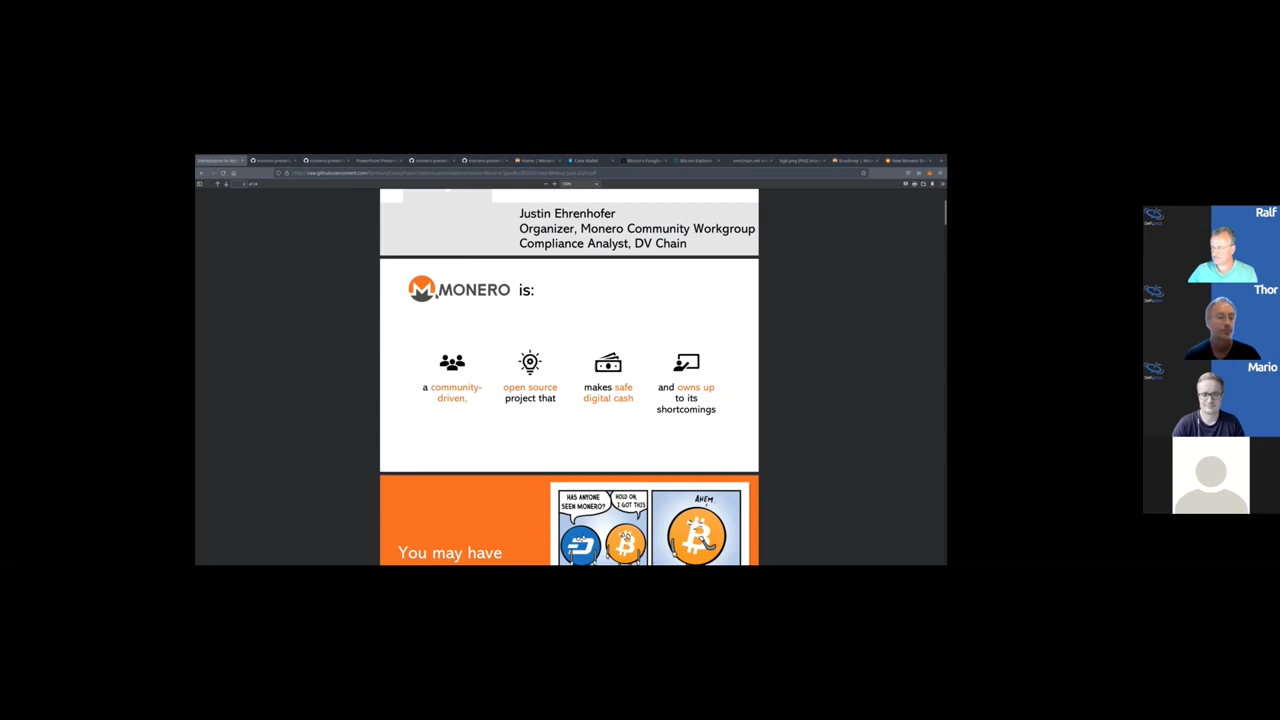 Justin Ehrenhofer
Organizer, Monero Community Workgroup
Compliance Analyst, DV Chain
MONERO is:
a community-
driven,
open source
project that
makes safe
digital cash
and owns up
to its
shortcomings
HAS ANYONE
SEEN MONERO?
HOLD ON,
I GOT THIS
AHEM.
You may have
Ralf
Thor
Mario